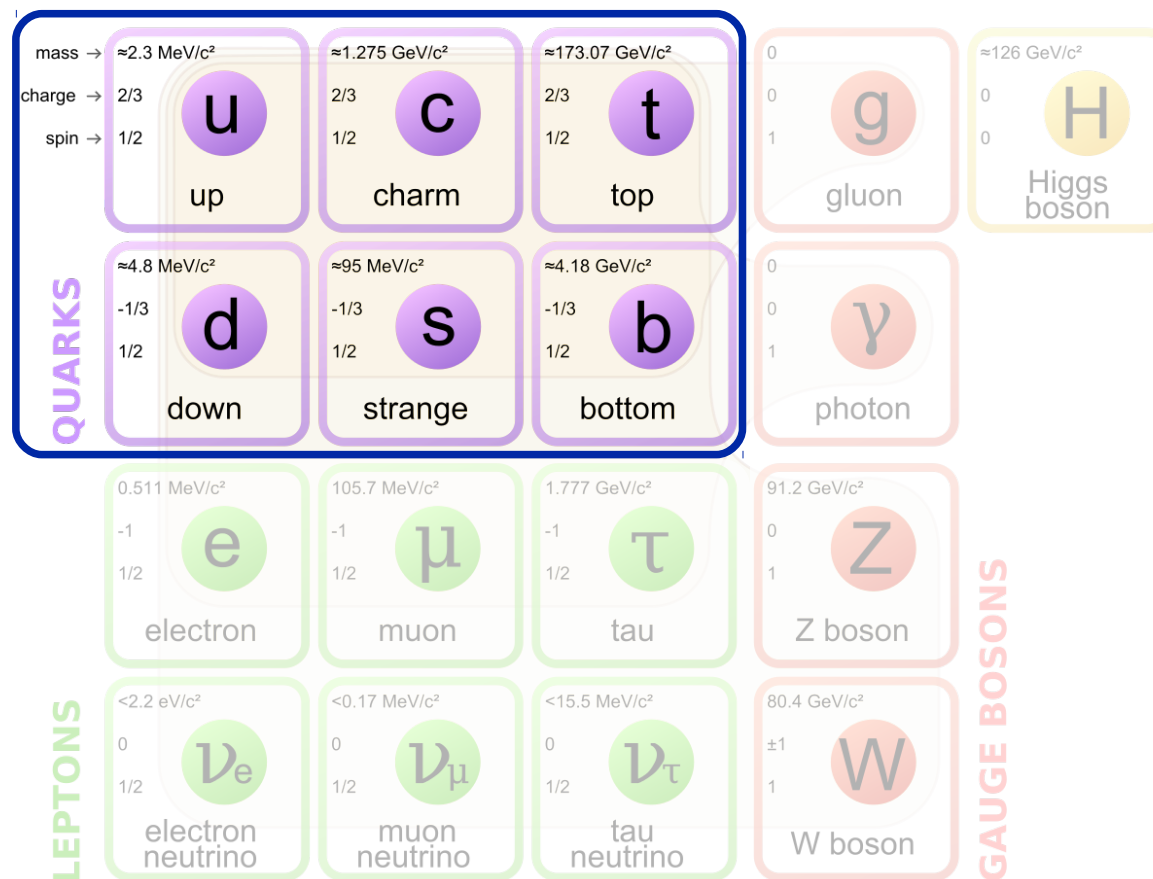 mass → ≈2.3 MeV/c² ≈1.275 GeV/c² ≈173.07 GeV/c² 0 ≈126 GeV/c²
charge → 2/3 2/3 2/3 0 0
spin → 1/2 1/2 1/2 1 0
u c t g H
up charm top gluon Higgs
boson
QUARKS
≈4.8 MeV/c² ≈95 MeV/c² ≈4.18 GeV/c² 0
-1/3 -1/3 -1/3 0
1/2 1/2 1/2 1
d s b γ
down strange bottom photon
0.511 MeV/c² 105.7 MeV/c² 1.777 GeV/c² 91.2 GeV/c²
-1 -1 -1 0
1/2 1/2 1/2 1
e μ τ Z
electron muon tau Z boson
GAUGE BOSONS
LEPTONS
<2.2 eV/c² <0.17 MeV/c² <15.5 MeV/c² 80.4 GeV/c²
0 0 0 ±1
1/2 1/2 1/2 1
νe νμ ντ W
electron muon tau W boson
neutrino neutrino neutrino